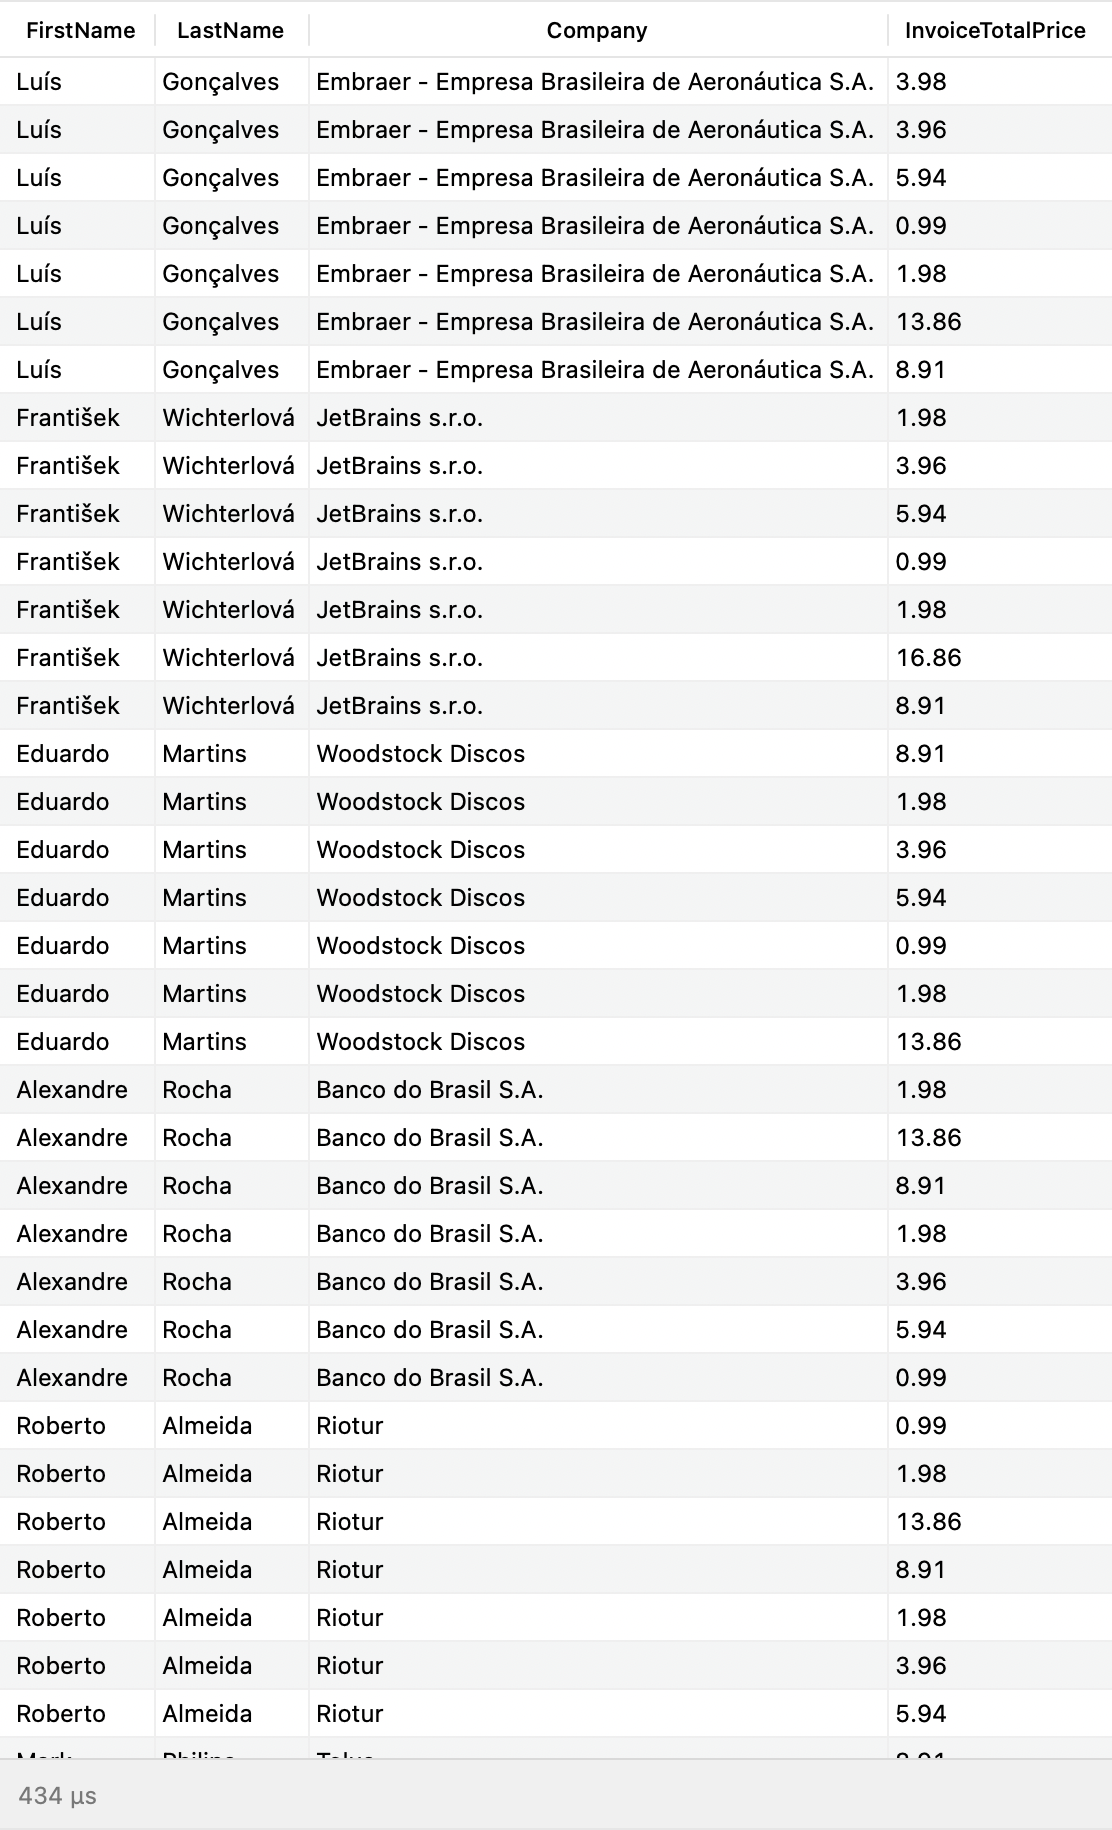 FirstName LastName Company InvoiceTotalPrice
Luís Gonçalves Embraer - Empresa Brasileira de Aeronáutica S.A. 3.98
Luís Gonçalves Embraer - Empresa Brasileira de Aeronáutica S.A. 3.96
Luís Gonçalves Embraer - Empresa Brasileira de Aeronáutica S.A. 5.94
Luís Gonçalves Embraer - Empresa Brasileira de Aeronáutica S.A. 0.99
Luís Gonçalves Embraer - Empresa Brasileira de Aeronáutica S.A. 1.98
Luís Gonçalves Embraer - Empresa Brasileira de Aeronáutica S.A. 13.86
Luís Gonçalves Embraer - Empresa Brasileira de Aeronáutica S.A. 8.91
František Wichterlová JetBrains s.r.o. 1.98
František Wichterlová JetBrains s.r.o. 3.96
František Wichterlová JetBrains s.r.o. 5.94
František Wichterlová JetBrains s.r.o. 0.99
František Wichterlová JetBrains s.r.o. 1.98
František Wichterlová JetBrains s.r.o. 16.86
František Wichterlová JetBrains s.r.o. 8.91
Eduardo Martins Woodstock Discos 8.91
Eduardo Martins Woodstock Discos 1.98
Eduardo Martins Woodstock Discos 3.96
Eduardo Martins Woodstock Discos 5.94
Eduardo Martins Woodstock Discos 0.99
Eduardo Martins Woodstock Discos 1.98
Eduardo Martins Woodstock Discos 13.86
Alexandre Rocha Banco do Brasil S.A. 1.98
Alexandre Rocha Banco do Brasil S.A. 13.86
Alexandre Rocha Banco do Brasil S.A. 8.91
Alexandre Rocha Banco do Brasil S.A. 1.98
Alexandre Rocha Banco do Brasil S.A. 3.96
Alexandre Rocha Banco do Brasil S.A. 5.94
Alexandre Rocha Banco do Brasil S.A. 0.99
Roberto Almeida Riotur 0.99
Roberto Almeida Riotur 1.98
Roberto Almeida Riotur 13.86
Roberto Almeida Riotur 8.91
Roberto Almeida Riotur 1.98
Roberto Almeida Riotur 3.96
Roberto Almeida Riotur 5.94
434 µs